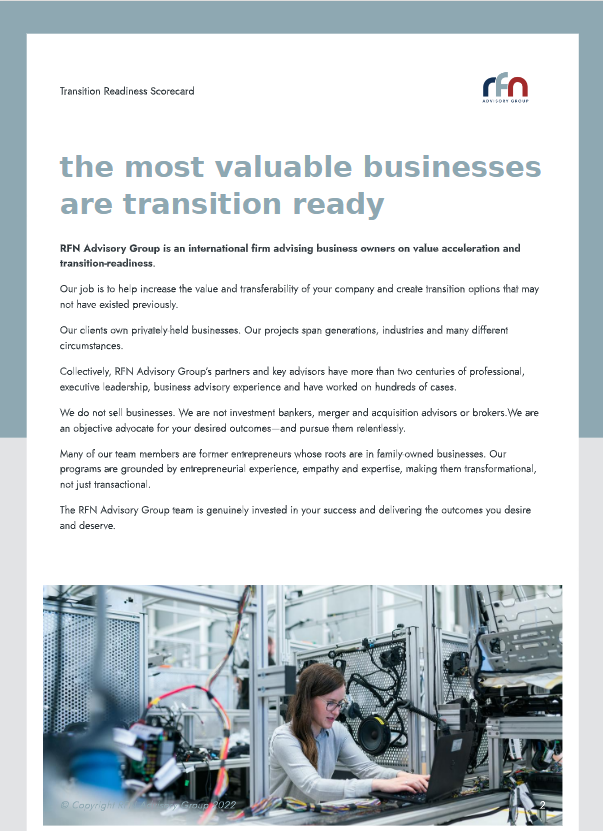 Transition Readiness Scorecard
rfn
ADVISORY GROUP
the most valuable businesses
are transition ready
RFN Advisory Group is an international firm advising business owners on value acceleration and
transition-readiness.
Our job is to help increase the value and transferability of your company and create transition options that may
not have existed previously.
Our clients own privately-held businesses. Our projects span generations, industries and many different
circumstances.
Collectively, RFN Advisory Group's partners and key advisors have more than two centuries of professional,
executive leadership, business advisory experience and have worked on hundreds of cases.
We do not sell businesses. We are not investment bankers, merger and acquisition advisors or brokers.We are
an objective advocate for your desired outcomes—and pursue them relentlessly.
Many of our team members are former entrepreneurs whose roots are in family-owned businesses. Our
programs are grounded by entrepreneurial experience, empathy and expertise, making them transformational,
not just transactional.
The RFN Advisory Group team is genuinely invested in your success and delivering the outcomes you desire
and deserve.
© Copyright RFN Advisory Group 2022
2